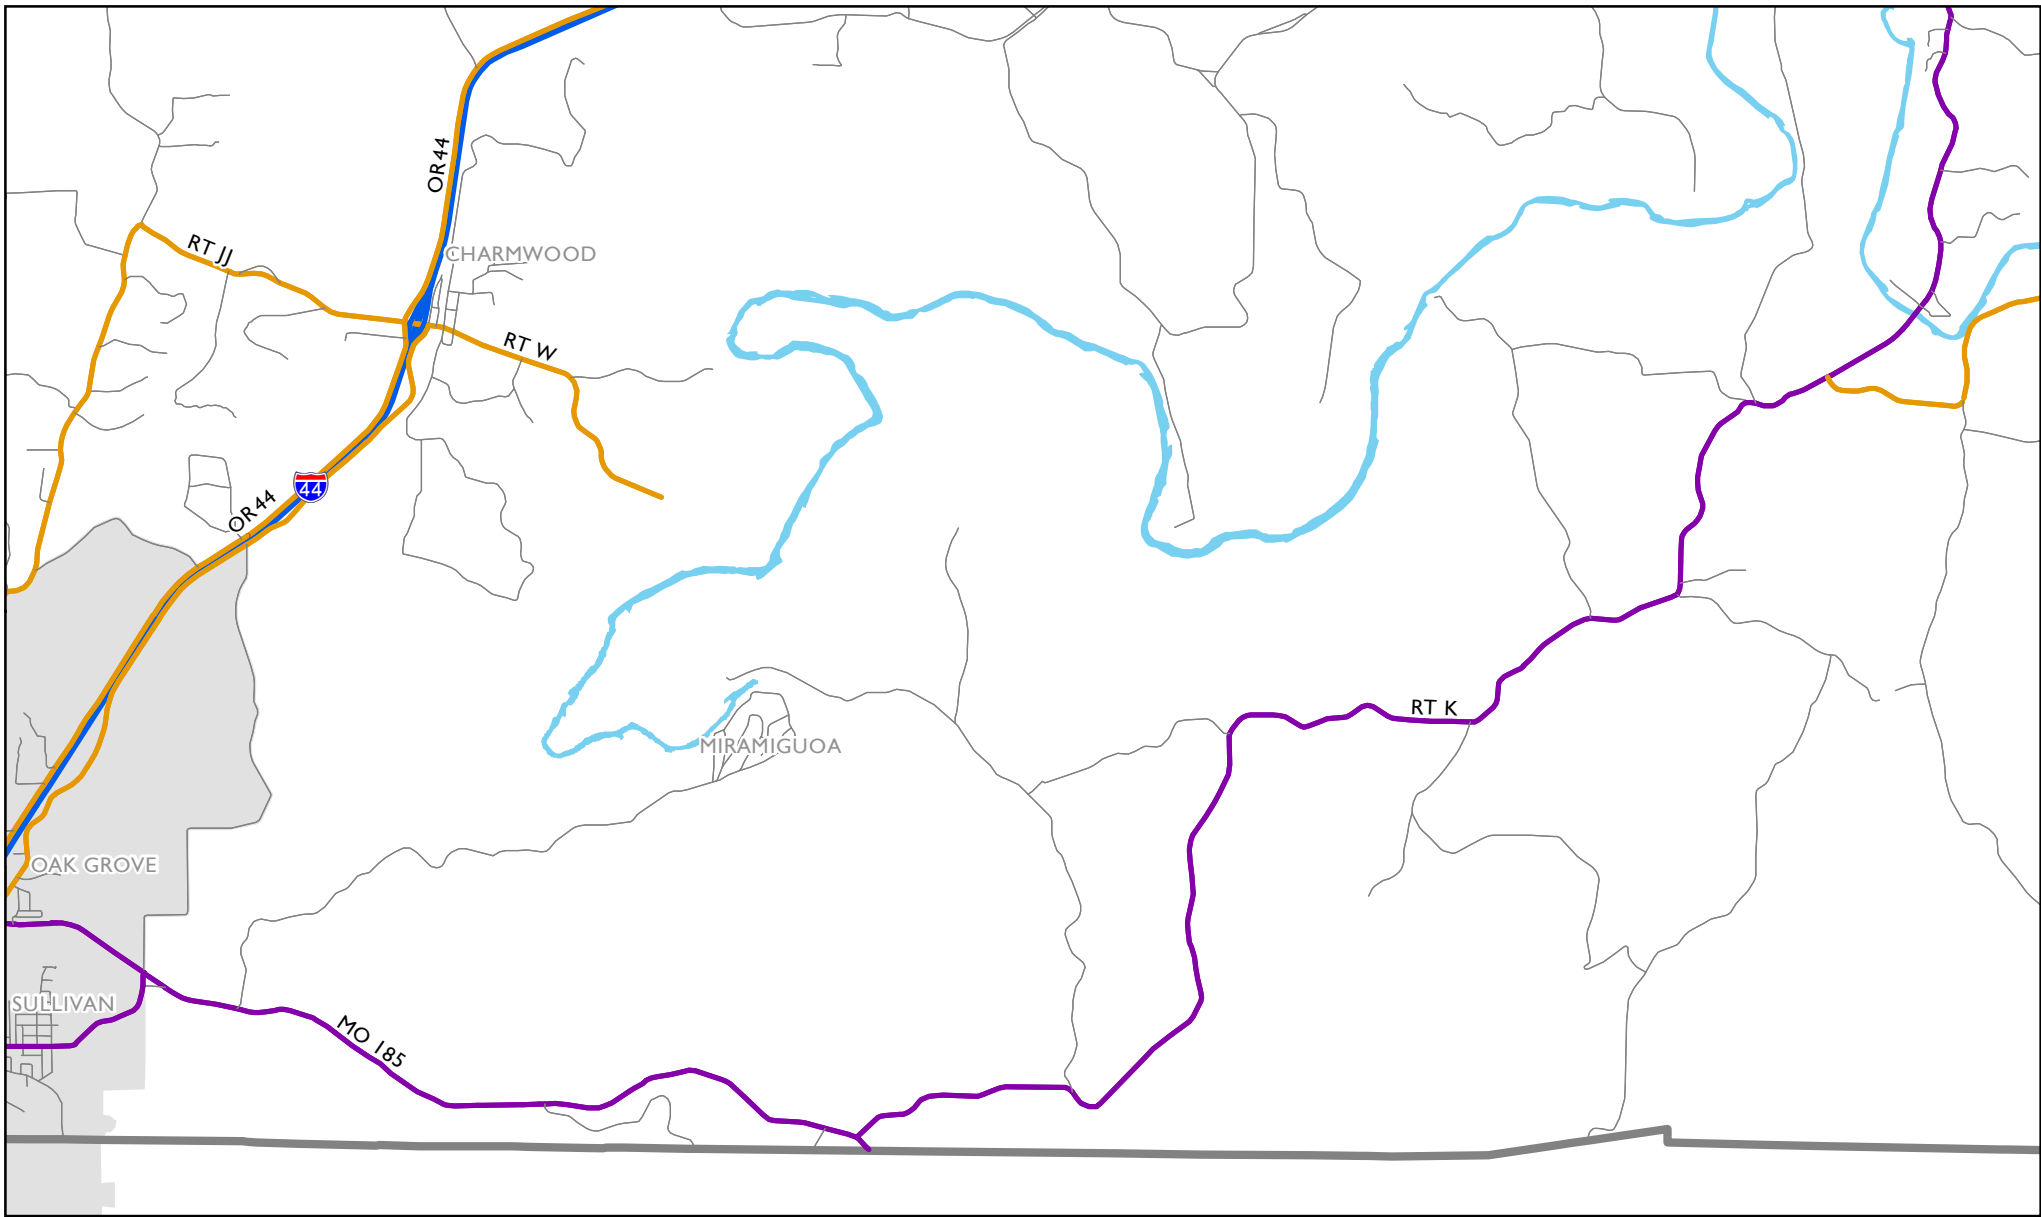 OR 44
RT JJ
CHARMWOOD
RT W
44
OR 44
RT K
MIRAMIGUOA
OAK GROVE
SULLIVAN
MO 185